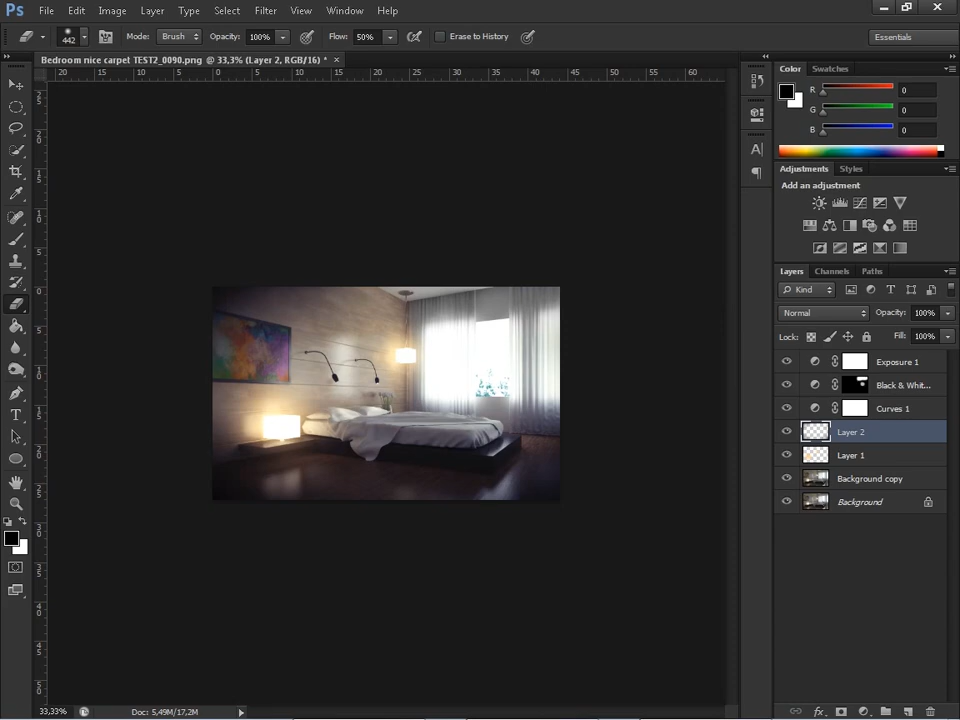 Ps File Edit Image Layer Type Select Filter View Window Help
442 Mode: Brush Opacity: 100% Flow: 50% Erase to History Essentials
Bedroom nice carpet TEST2_0090.png @ 33,3% (Layer 2, RGB/16) * ×
20 15 10 5 0 5 10 15 20 25 30 35 40 45 50 55 60
Color Swatches
R 0
G 0
B 0
Adjustments Styles
Add an adjustment
Layers Channels Paths
Kind T
Normal Opacity: 100%
Lock: Fill: 100%
Exposure 1
Black & Whit...
Curves 1
Layer 2
Layer 1
Background copy
Background
33,33% Doc: 5,49M/17,2M
fx